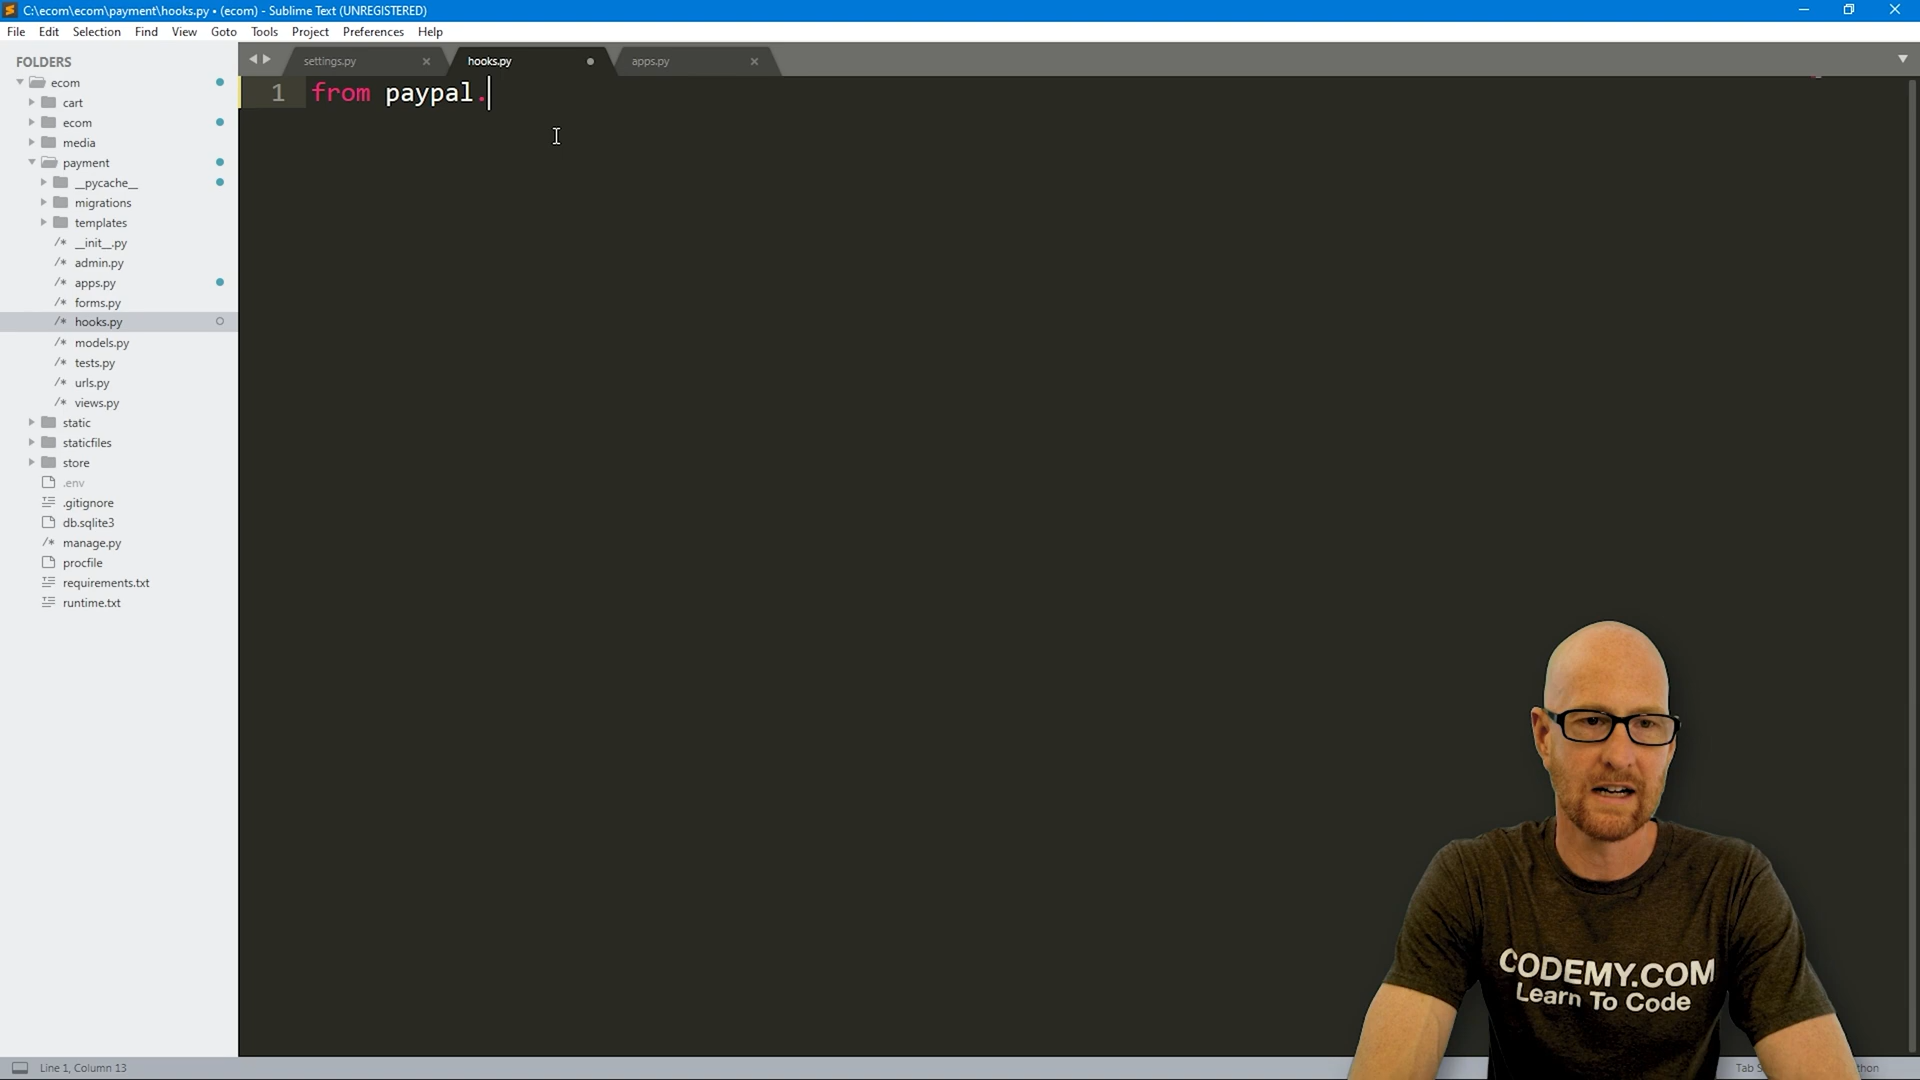 C:\ecom\ecom\payment\hooks.py • (ecom) - Sublime Text (UNREGISTERED)
File Edit Selection Find View Goto Tools Project Preferences Help
FOLDERS
ecom
cart
ecom
media
payment
__pycache__
migrations
templates
/* __init__.py
/* admin.py
/* apps.py
/* forms.py
/* hooks.py
/* models.py
/* tests.py
/* urls.py
/* views.py
static
staticfiles
store
.env
.gitignore
db.sqlite3
/* manage.py
procfile
requirements.txt
runtime.txt
settings.py hooks.py apps.py
1 from paypal.
CODEMY.COM
Learn To Code
Line 1, Column 13
Tab